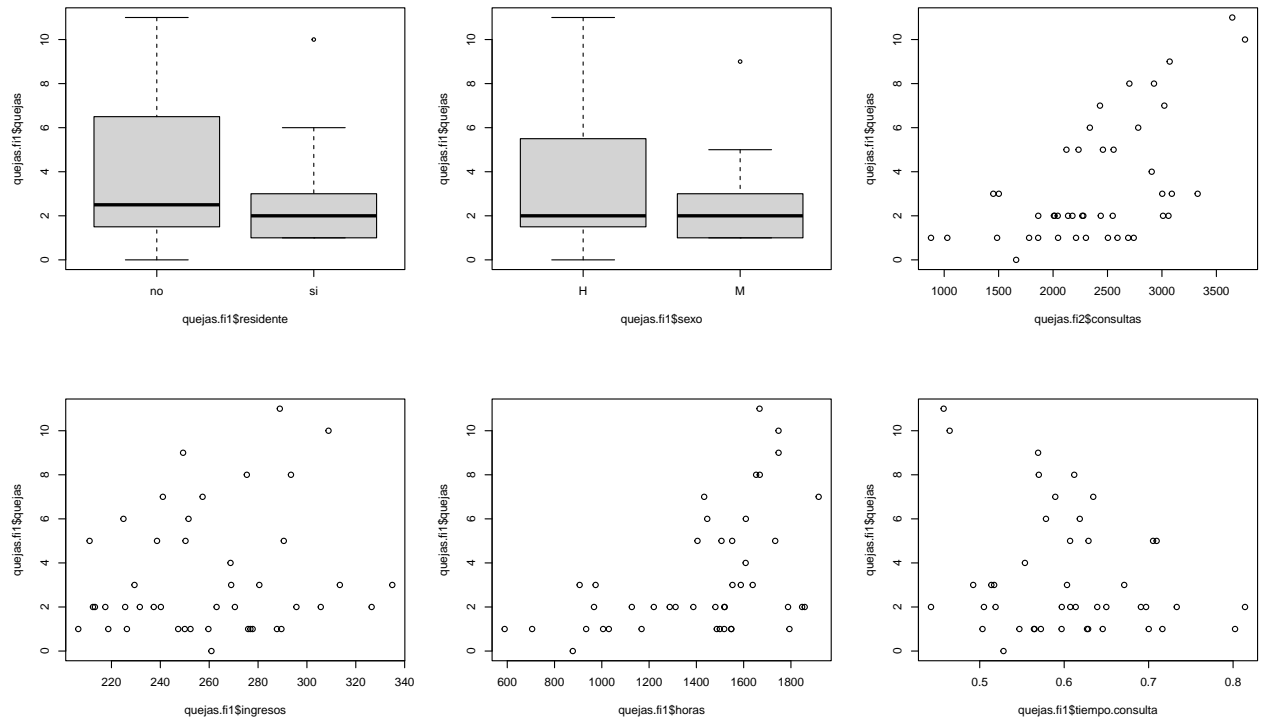 0 2 4 6 8 10
quejas.fi1$quejas
no si
quejas.fi1$residente
0 2 4 6 8 10
quejas.fi1$quejas
H M
quejas.fi1$sexo
0 2 4 6 8 10
quejas.fi1$quejas
1000 1500 2000 2500 3000 3500
quejas.fi2$consultas
0 2 4 6 8 10
quejas.fi1$quejas
220 240 260 280 300 320 340
quejas.fi1$ingresos
0 2 4 6 8 10
quejas.fi1$quejas
600 800 1000 1200 1400 1600 1800
quejas.fi1$horas
0 2 4 6 8 10
quejas.fi1$quejas
0.5 0.6 0.7 0.8
quejas.fi1$tiempo.consulta